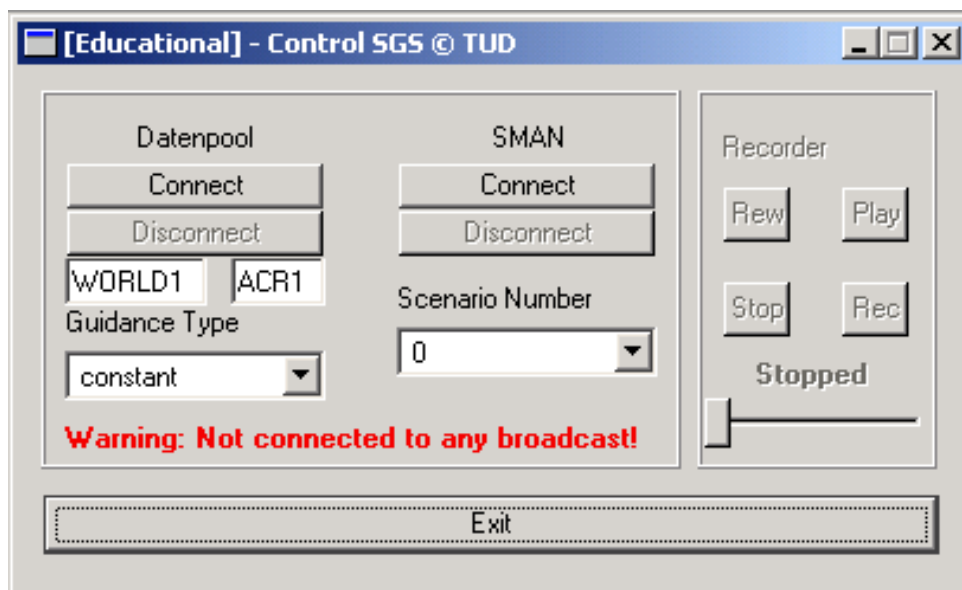 [Educational] - Control SGS © TUD
Datenpool
Connect
Disconnect
WORLD1 ACR1
Guidance Type
constant
SMAN
Connect
Disconnect
Scenario Number
0
Warning: Not connected to any broadcast!
Recorder
Rew Play
Stop Rec
Stopped
Exit